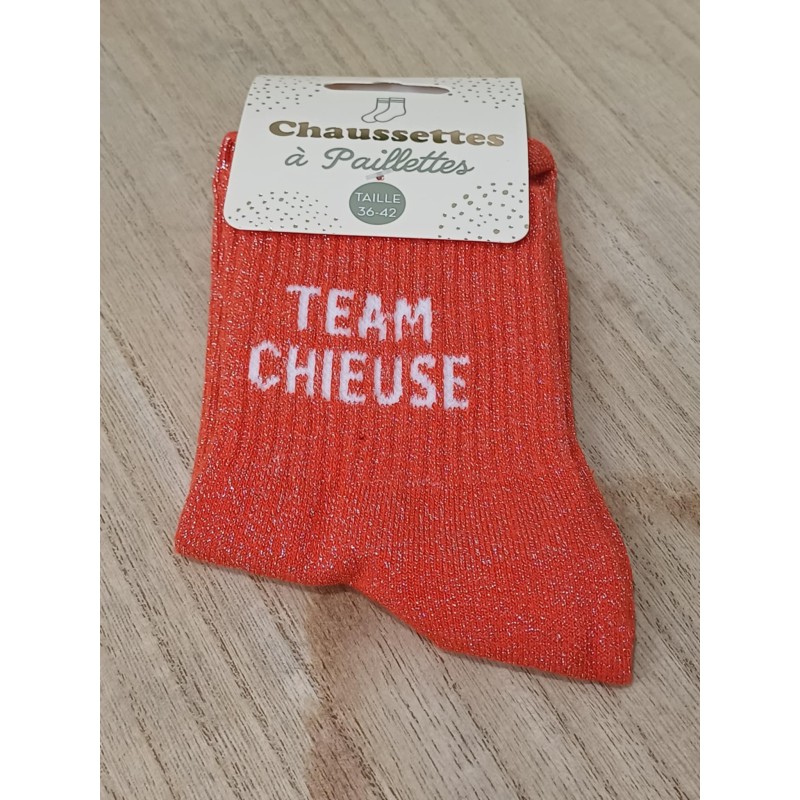 Chaussettes
à Paillettes
TAILLE
36-42
TEAM
CHIEUSE